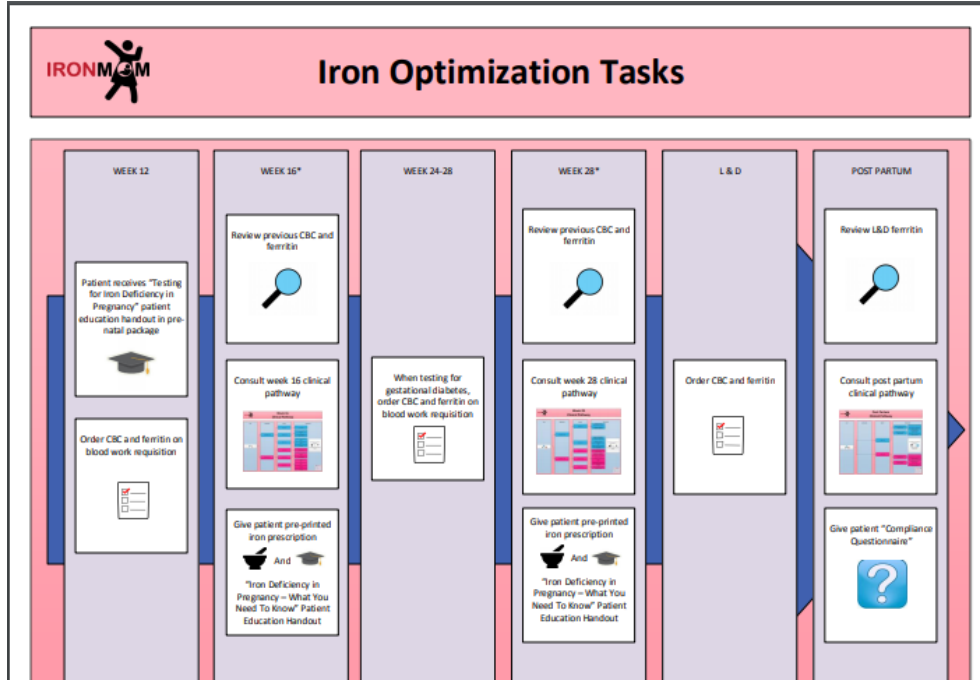 IRONMOM
Iron Optimization Tasks
WEEK 12
Patient receives "Testing
for Iron Deficiency in
Pregnancy" patient
education handout in pre-
natal package
Order CBC and ferritin on
blood work requisition
WEEK 16*
Review previous CBC and
ferrritin
Consult week 16 clinical
pathway
Give patient pre-printed
iron prescription
And
"Iron Deficiency in
Pregnancy – What You
Need To Know" Patient
Education Handout
WEEK 24-28
When testing for
gestational diabetes,
order CBC and ferritin on
blood work requisition
WEEK 28*
Review previous CBC and
ferrritin
Consult week 28 clinical
pathway
Give patient pre-printed
iron prescription
And
"Iron Deficiency in
Pregnancy – What You
Need To Know" Patient
Education Handout
L & D
Order CBC and ferritin
POST PARTUM
Review L&D ferrritin
Consult post partum
clinical pathway
Give patient "Compliance
Questionnaire"
?